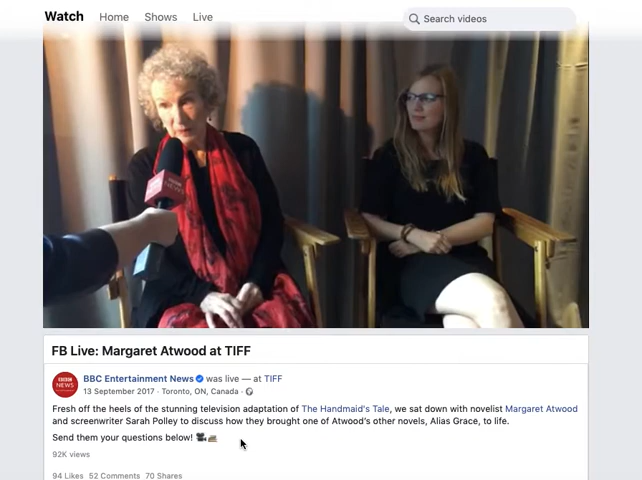 Watch Home Shows Live Search videos
BBC NEWS
FB Live: Margaret Atwood at TIFF
BBC NEWS
BBC Entertainment News was live — at TIFF
13 September 2017 · Toronto, ON, Canada ·
Fresh off the heels of the stunning television adaptation of The Handmaid's Tale, we sat down with novelist Margaret Atwood
and screenwriter Sarah Polley to discuss how they brought one of Atwood's other novels, Alias Grace, to life.
Send them your questions below! 🎥📚
92K views
94 Likes 52 Comments 70 Shares